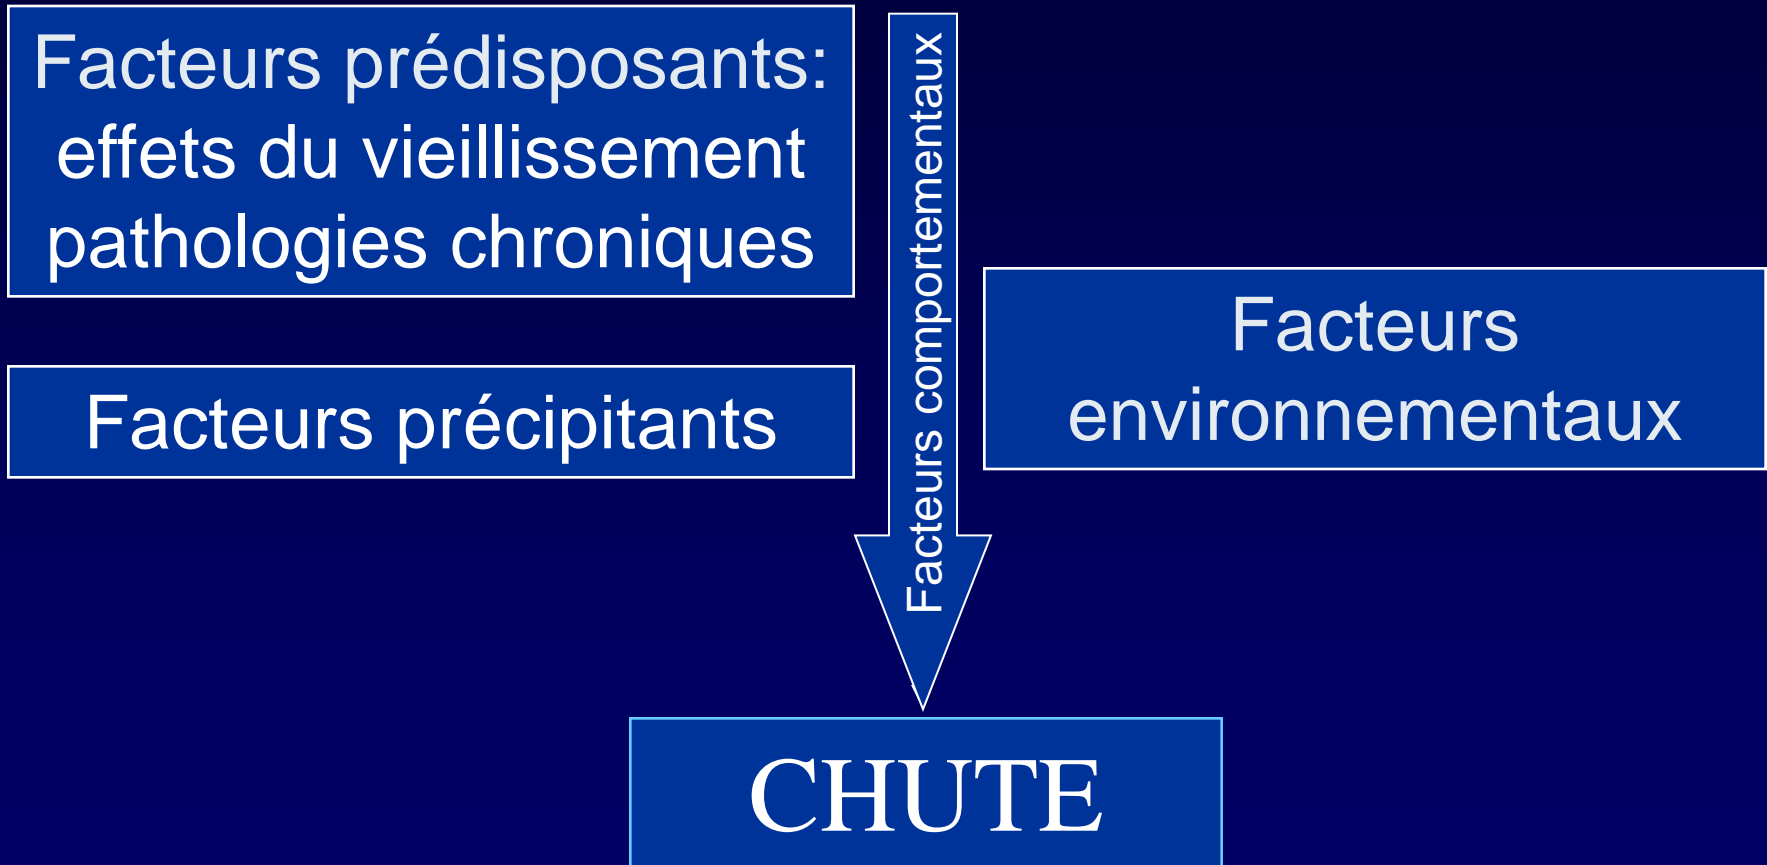 Facteurs prédisposants:
effets du vieillissement
pathologies chroniques
Facteurs précipitants
Facteurs comportementaux
Facteurs
environnementaux
CHUTE